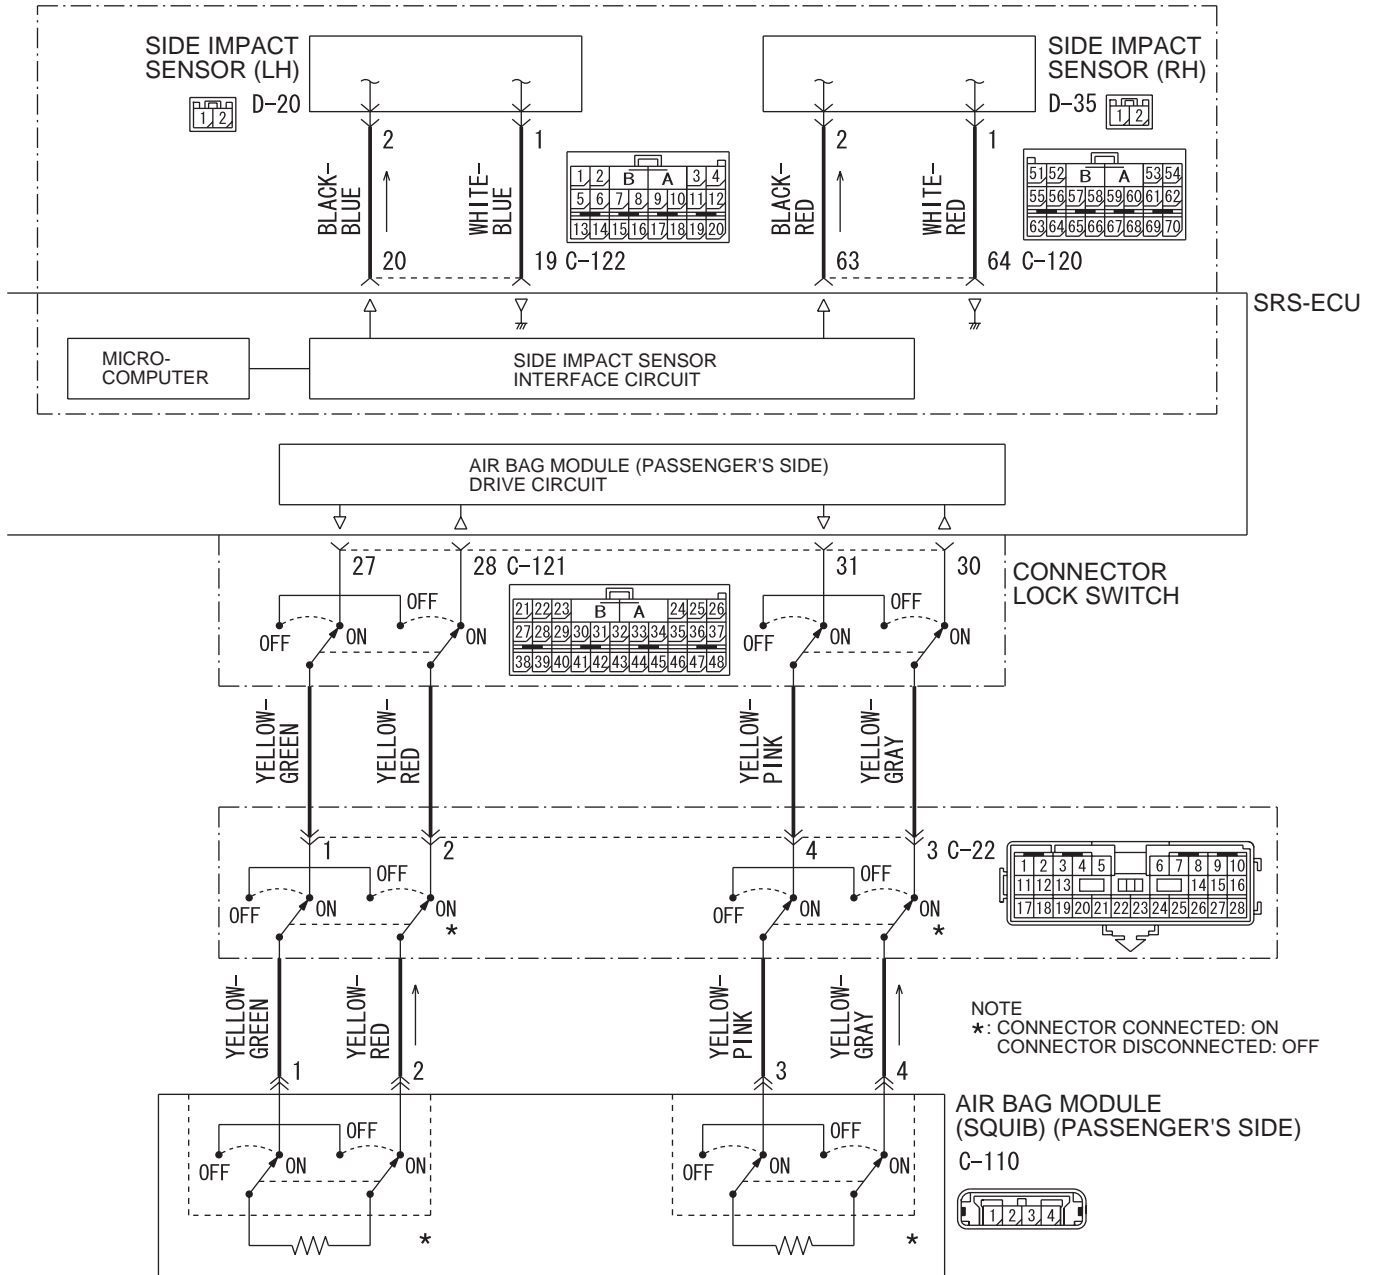 SIDE IMPACT
SENSOR (LH)
D-20
1 2
SIDE IMPACT
SENSOR (RH)
D-35
1 2
2
1
2
1
BLACK-
BLUE
WHITE-
BLUE
BLACK-
RED
WHITE-
RED
1 2 B A 3 4
5 6 7 8 9 10 11 12
13 14 15 16 17 18 19 20
51 52 B A 53 54
55 56 57 58 59 60 61 62
63 64 65 66 67 68 69 70
20
19 C-122
63
64 C-120
SRS-ECU
MICRO-
COMPUTER
SIDE IMPACT SENSOR
INTERFACE CIRCUIT
AIR BAG MODULE (PASSENGER'S SIDE)
DRIVE CIRCUIT
27
28 C-121
31
30
CONNECTOR
LOCK SWITCH
OFF
OFF
ON
ON
21 22 23 B A 24 25 26
27 28 29 30 31 32 33 34 35 36 37
38 39 40 41 42 43 44 45 46 47 48
OFF
OFF
ON
ON
YELLOW-
GREEN
YELLOW-
RED
YELLOW-
PINK
YELLOW-
GRAY
1
2
4
3 C-22
OFF
OFF
ON
ON
*
OFF
OFF
ON
ON
*
1 2 3 4 5 6 7 8 9 10
11 12 13 14 15 16
17 18 19 20 21 22 23 24 25 26 27 28
YELLOW-
GREEN
YELLOW-
RED
YELLOW-
PINK
YELLOW-
GRAY
NOTE
*: CONNECTOR CONNECTED: ON
CONNECTOR DISCONNECTED: OFF
1
2
3
4
AIR BAG MODULE
(SQUIB) (PASSENGER'S SIDE)
C-110
1 2 3 4
OFF
OFF
ON
ON
*
OFF
OFF
ON
ON
*